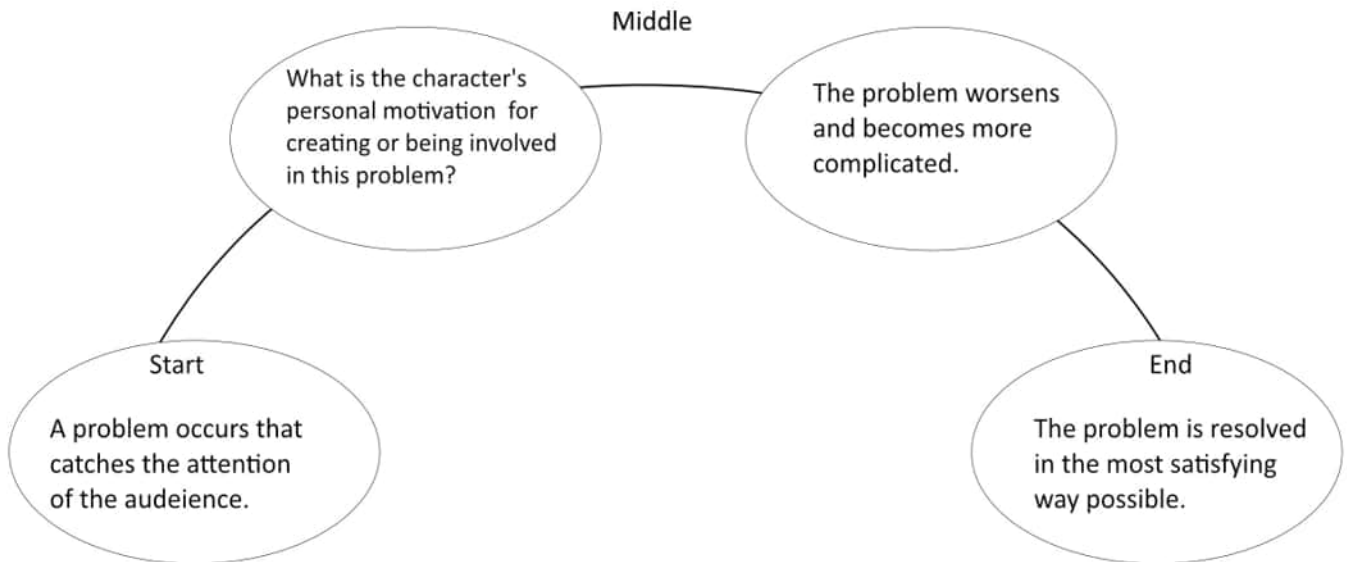 Middle
What is the character's
personal motivation for
creating or being involved
in this problem?
The problem worsens
and becomes more
complicated.
Start
A problem occurs that
catches the attention
of the audeience.
End
The problem is resolved
in the most satisfying
way possible.